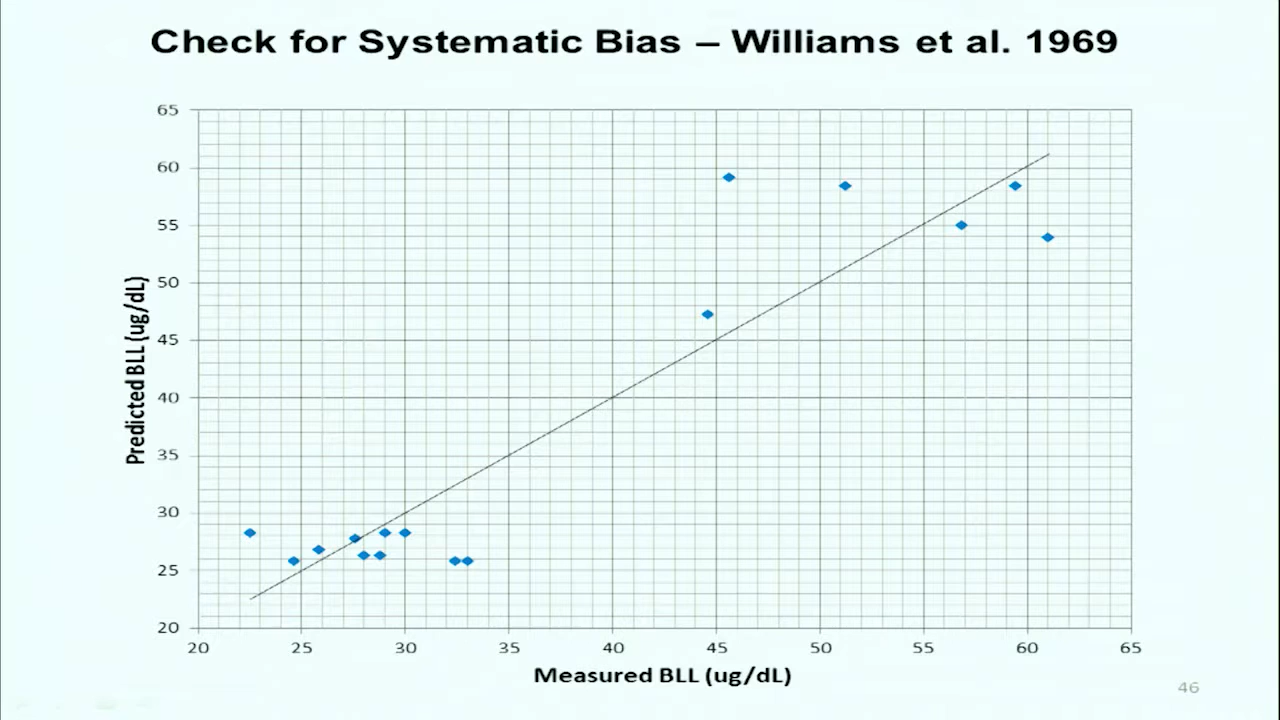 Check for Systematic Bias – Williams et al. 1969
65
60
55
50
45
40
35
30
25
20
Predicted BLL (ug/dL)
20 25 30 35 40 45 50 55 60 65
Measured BLL (ug/dL)
46